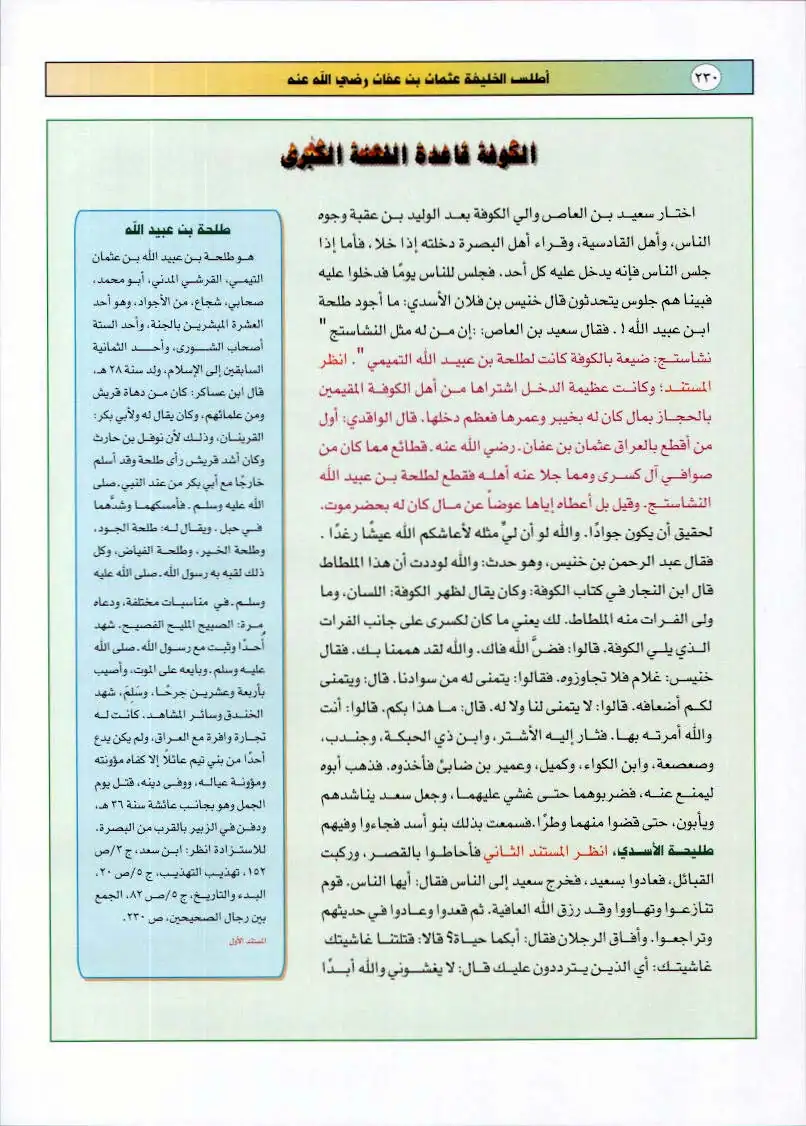 ٢٣٠
أطلس الخليفة عثمان بن عفان رضي الله عنه
الكوفة قاعدة الفتنة الكبرى
اختار سعيد بن العاص والي الكوفة بعد الوليد بن عقبة وجوه
الناس، وأهل القادسية، وقراء أهل البصرة دخلته إذا خلا. فأما إذا
جلس الناس فإنه يدخل عليه كل أحد. فجلس للناس يومًا فدخلوا عليه
فبينا هم جلوس يتحدثون قال خنيس بن فلان الأسدي: ما أجود طلحة
ابن عبيد الله!. فقال سعيد بن العاص: :إن من له مثل النشاستج "
نشاستج: ضيعة بالكوفة كانت لطلحة بن عبيد الله التميمي". انظر
المستند؛ وكانت عظيمة الدخل اشتراها من أهل الكوفة المقيمين
بالحجاز بمال كان له بخيبر وعمرها فعظم دخلها. قال الواقدي: أول
من أقطع بالعراق عثمان بن عفان. رضي الله عنه. قطائع مما كان من
صوافي آل كسرى ومما جلا عنه أهله فقطع لطلحة بن عبيد الله
النشاستج. وقيل بل أعطاه إياها عوضاً عن مال كان له بحضرموت.
لحقيق أن يكون جوادًا. والله لو أن ليّ مثله لأعاشكم الله عيشًا رغدًا .
فقال عبد الرحمن بن خنيس، وهو حدث: والله لوددت أن هذا الملطاط
قال ابن النجار في كتاب الكوفة: وكان يقال لظهر الكوفة: اللسان، وما
ولى الفرات منه الملطاط. لك يعني ما كان لكسرى على جانب الفرات
الذي يلي الكوفة. قالوا: فضَّ الله فاك. والله لقد هممنا بك. فقال
خنيس: غلام فلا تجاوزوه. فقالوا: يتمنى له من سوادنا. قال: ويتمنى
لكم أضعافه. قالوا: لا يتمنى لنا ولا له. قال: ما هذا بكم. قالوا: أنت
والله أمرته بها. فثار إليه الأشتر، وابن ذي الحبكة، وجندب،
وصعصعة، وابن الكواء، وكميل، وعمير بن ضابئ فأخذوه. فذهب أبوه
ليمنع عنه، فضربوهما حتى غشي عليهما، وجعل سعد يناشدهم
ويأبون، حتى قضوا منهما وطرًا.فسمعت بذلك بنو أسد فجاءوا وفيهم
طليحة الأسدي، انظر المستند الثاني فأحاطوا بالقصر، وركبت
القبائل، فعادوا بسعيد، فخرج سعيد إلى الناس فقال: أيها الناس. قوم
تنازعوا وتهاووا وقد رزق الله العافية. ثم قعدوا وعادوا في حديثهم
وتراجعوا. وأفاق الرجلان فقال: أبكما حياة؟ قالا: قتلتنا غاشيتك
غاشيتك: أي الذين يترددون عليك قال: لا يغشوني والله أبدًا
طلحة بن عبيد الله
هو طلحة بن عبيد الله بن عثمان
التيمي، القرشي المدني، أبو محمد،
صحابي، شجاع، من الأجواد، وهو أحد
العشرة المبشرين بالجنة، وأحد الستة
أصحاب الشورى، وأحد الثمانية
السابقين إلى الإسلام، ولد سنة ٢٨ هـ،
قال ابن عساكر: كان من دهاة قريش
ومن علمائهم، وكان يقال له ولأبي بكر:
القرينان، وذلك لأن نوفل بن حارث
وكان أشد قريش رأى طلحة وقد أسلم
خارجًا مع أبي بكر من عند النبي. صلى
الله عليه وسلم. فأمسكهما وشدَّهما
في حبل. ويقال له: طلحة الجود،
وطلحة الخير، وطلحة الفياض، وكل
ذلك لقبه به رسول الله. صلى الله عليه
وسلم. في مناسبات مختلفة، ودعاه
مرة: الصبيح المليح الفصيح. شهد
أُحدًا وثبت مع رسول الله. صلى الله
عليه وسلم. وبايعه على الموت، وأصيب
بأربعة وعشرين جرحًا. وسَلِمَ، شهد
الخندق وسائر المشاهد. كانت له
تجارة وافرة مع العراق، ولم يكن يدع
أحدًا من بني تيم عائلًا إلا كفاه مؤونته
ومؤونة عياله، ووفى دينه، قتل يوم
الجمل وهو بجانب عائشة سنة ٣٦ هـ،
ودفن في الزبير بالقرب من البصرة.
للاستزادة انظر: ابن سعد، ج ٣/ص
١٥٢، تهذيب التهذيب، ج ٥/ص ٢٠،
البدء والتاريخ، ج ٥/ص ٨٢، الجمع
بين رجال الصحيحين، ص ٢٣٠.
المستند الأول